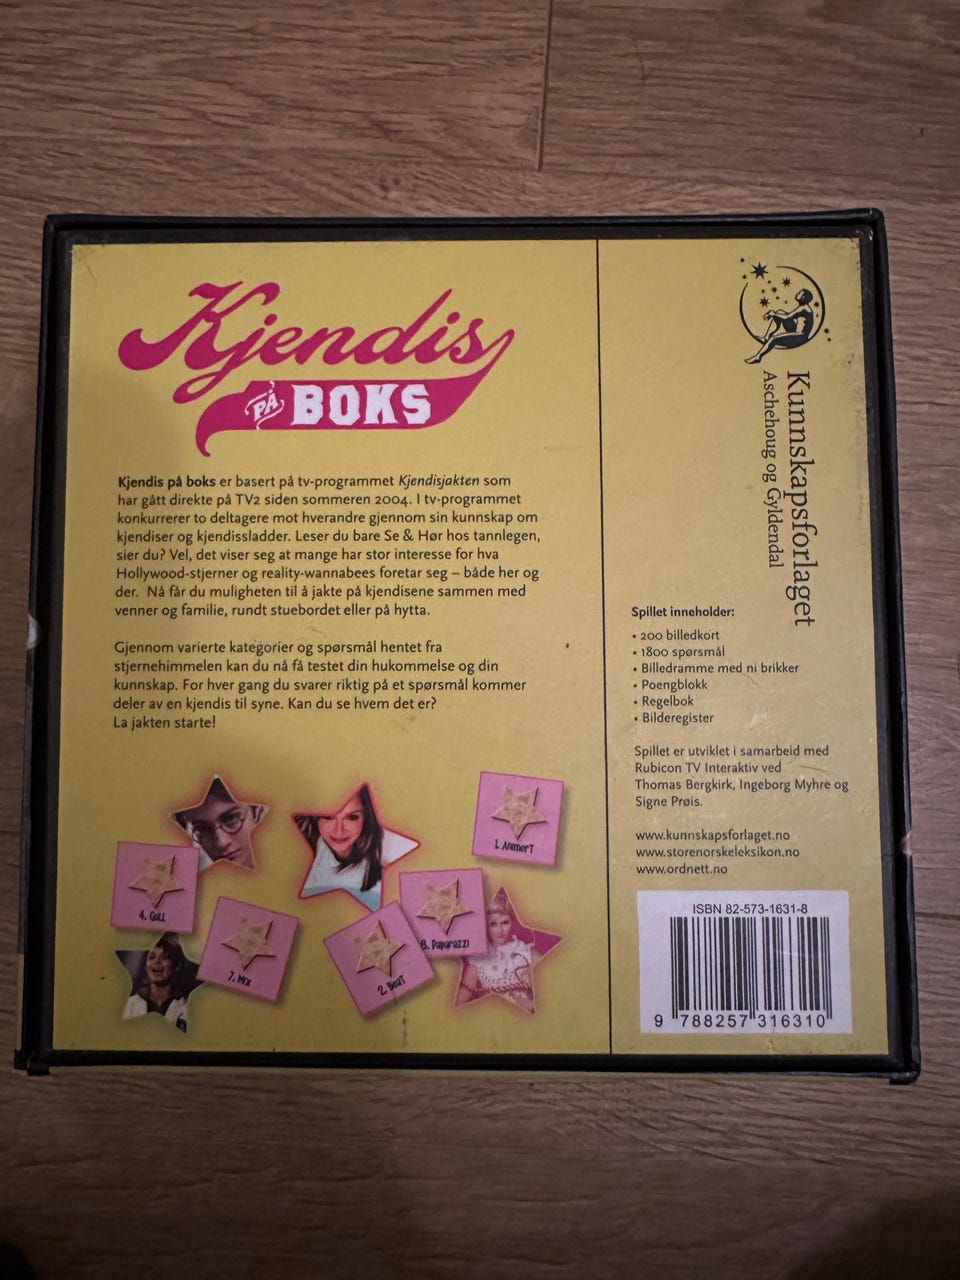 Kjendis
PÅ BOKS
Kjendis på boks er basert på tv-programmet Kjendisjakten som
har gått direkte på TV2 siden sommeren 2004. I tv-programmet
konkurrerer to deltagere mot hverandre gjennom sin kunnskap om
kjendiser og kjendissladder. Leser du bare Se & Hør hos tannlegen,
sier du? Vel, det viser seg at mange har stor interesse for hva
Hollywood-stjerner og reality-wannabees foretar seg – både her og
der. Nå får du muligheten til å jakte på kjendisene sammen med
venner og familie, rundt stuebordet eller på hytta.
Gjennom varierte kategorier og spørsmål hentet fra
stjernehimmelen kan du nå få testet din hukommelse og din
kunnskap. For hver gang du svarer riktig på et spørsmål kommer
deler av en kjendis til syne. Kan du se hvem det er?
La jakten starte!
1. AnmerT
4. GULL
8. Paparazzi
7. MIX
2. BeaT
Kunnskapsforlaget
Aschehoug og Gyldendal
Spillet inneholder:
• 200 billedkort
• 1800 spørsmål
• Billedramme med ni brikker
• Poengblokk
• Regelbok
• Bilderegister
Spillet er utviklet i samarbeid med
Rubicon TV Interaktiv ved
Thomas Bergkirk, Ingeborg Myhre og
Signe Prøis.
www.kunnskapsforlaget.no
www.storenorskeleksikon.no
www.ordnett.no
ISBN 82-573-1631-8
9 788257 316310